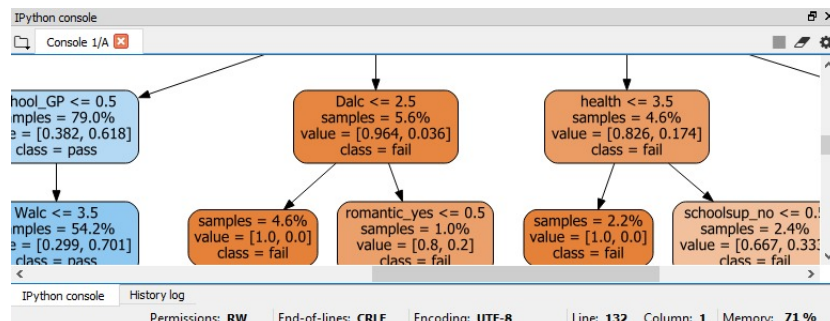 IPython console
Console 1/A
hool_GP <= 0.5
mples = 79.0%
= [0.382, 0.618]
class = pass
Dalc <= 2.5
samples = 5.6%
value = [0.964, 0.036]
class = fail
health <= 3.5
samples = 4.6%
value = [0.826, 0.174]
class = fail
Walc <= 3.5
samples = 54.2%
= [0.299, 0.701]
class = pass
samples = 4.6%
value = [1.0, 0.0]
class = fail
romantic_yes <= 0.5
samples = 1.0%
value = [0.8, 0.2]
class = fail
samples = 2.2%
value = [1.0, 0.0]
class = fail
schoolsup_no <= 0.
samples = 2.4%
value = [0.667, 0.333
class = fail
IPython console History log
Permissions: RW End-of-lines: CRLF Encoding: UTF-8 Line: 132 Column: 1 Memory: 71 %